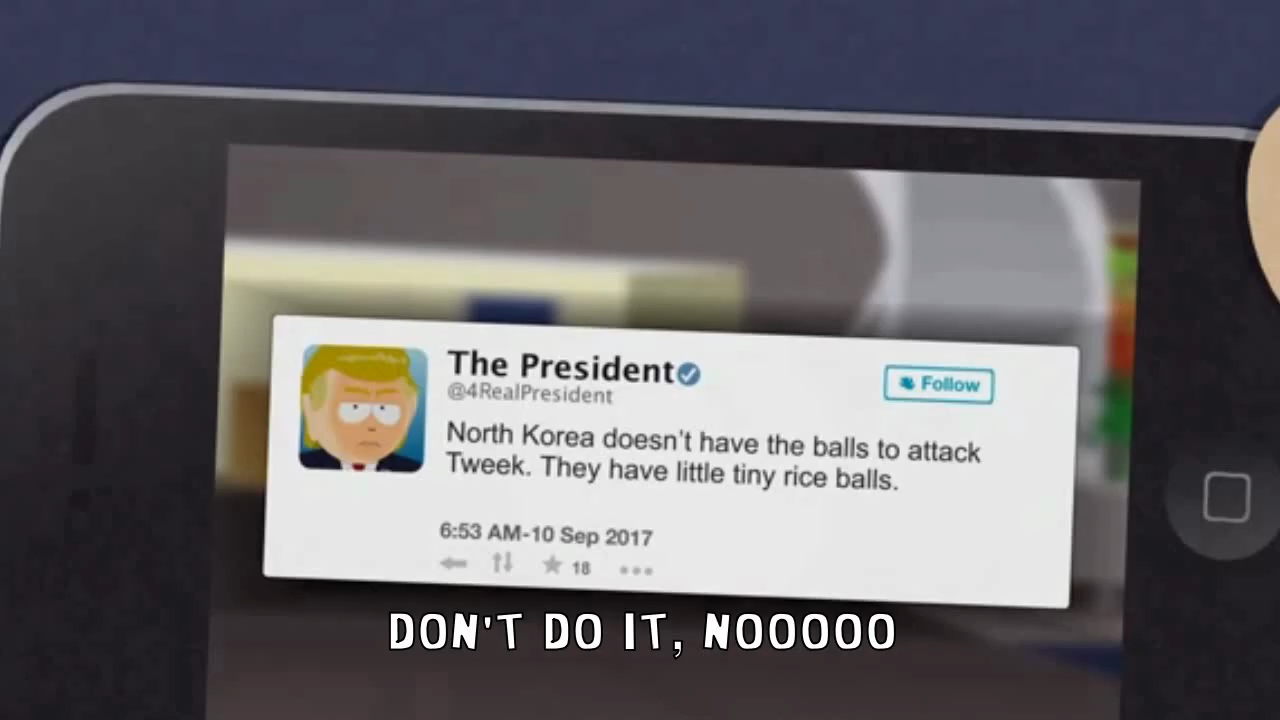 The President
@4RealPresident
Follow
North Korea doesn't have the balls to attack
Tweek. They have little tiny rice balls.
6:53 AM-10 Sep 2017
18
DON'T DO IT, NOOOOO